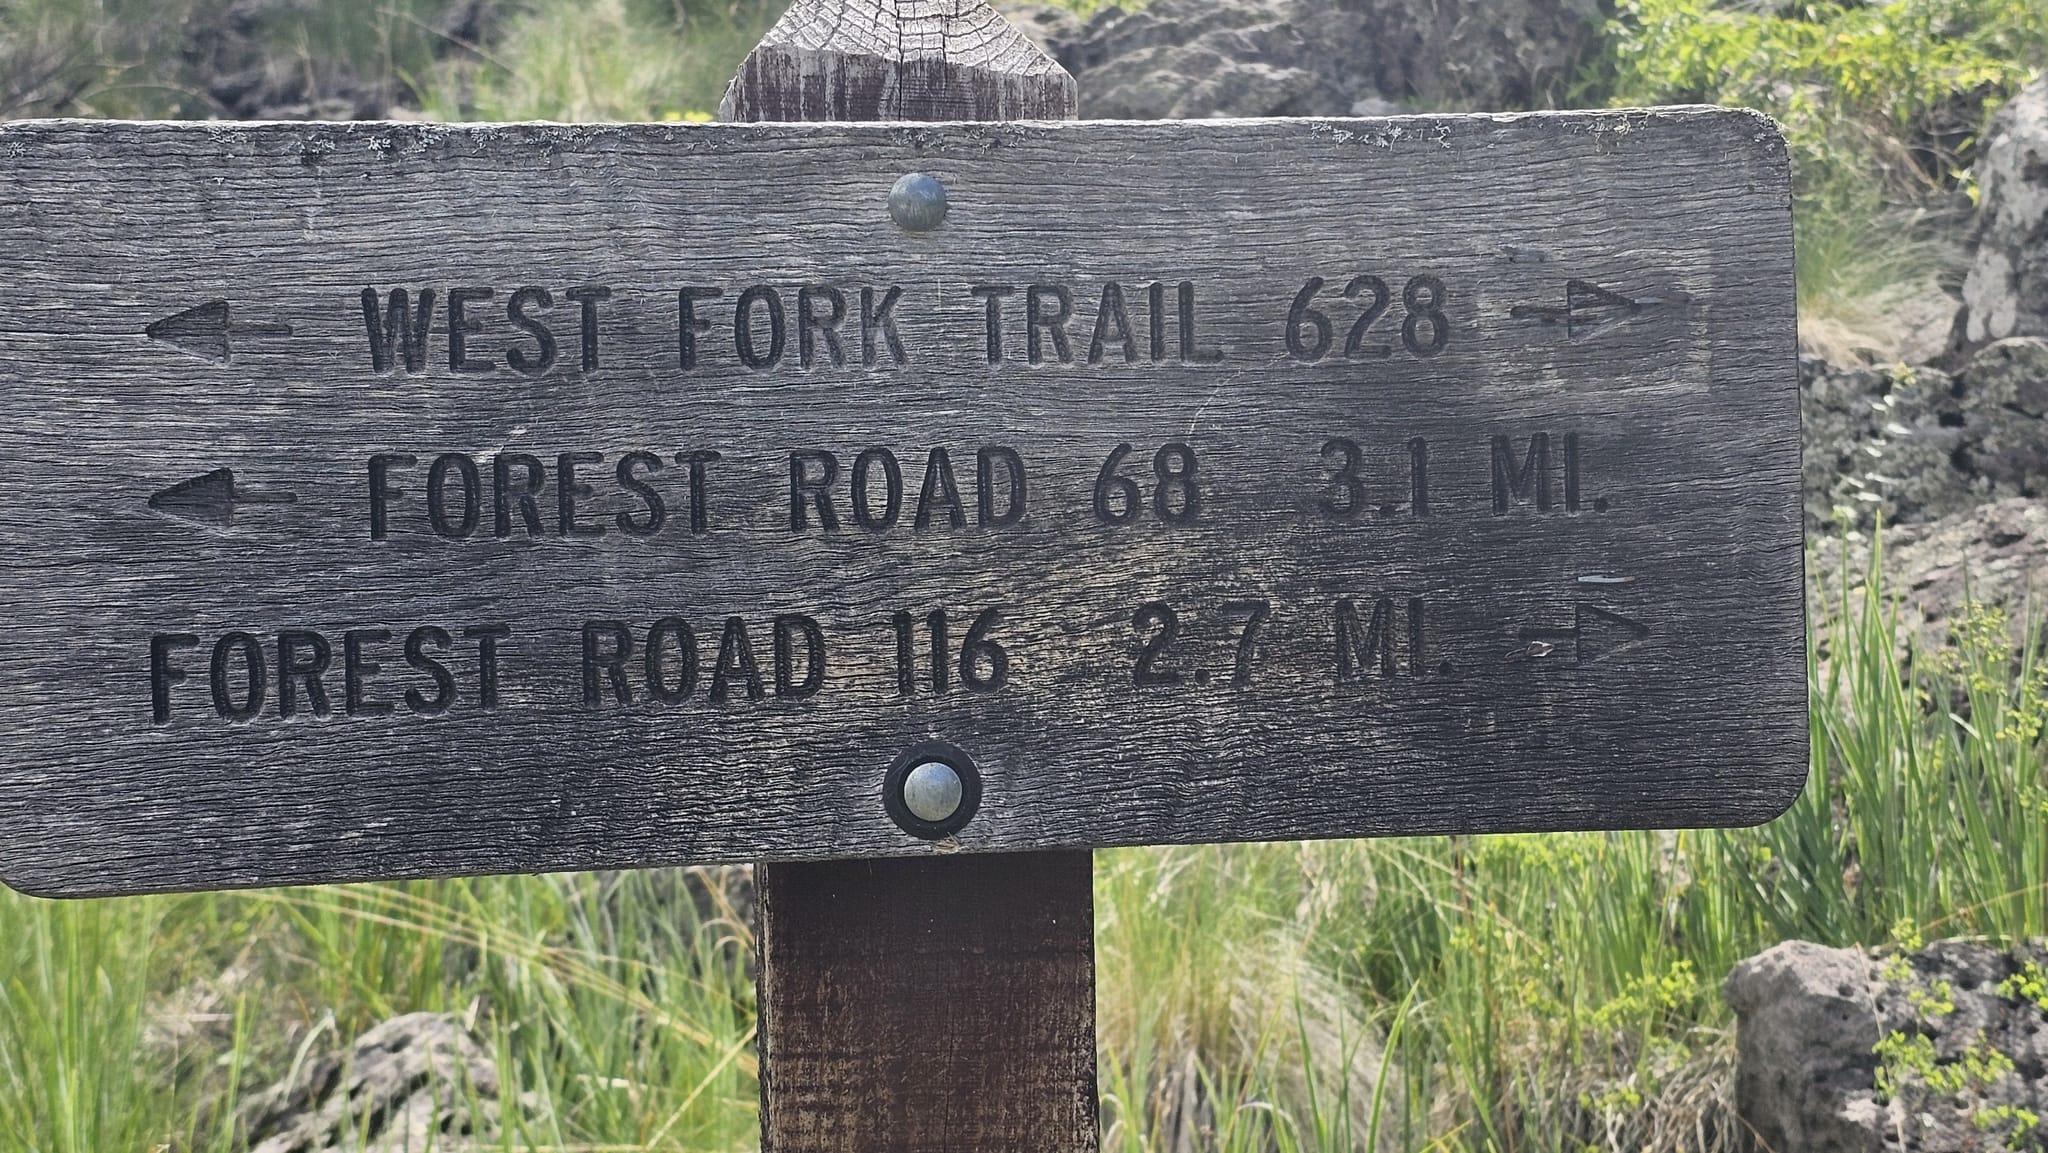 WEST FORK TRAIL 628
FOREST ROAD 68 3.1 MI.
FOREST ROAD 116 2.7 MI.